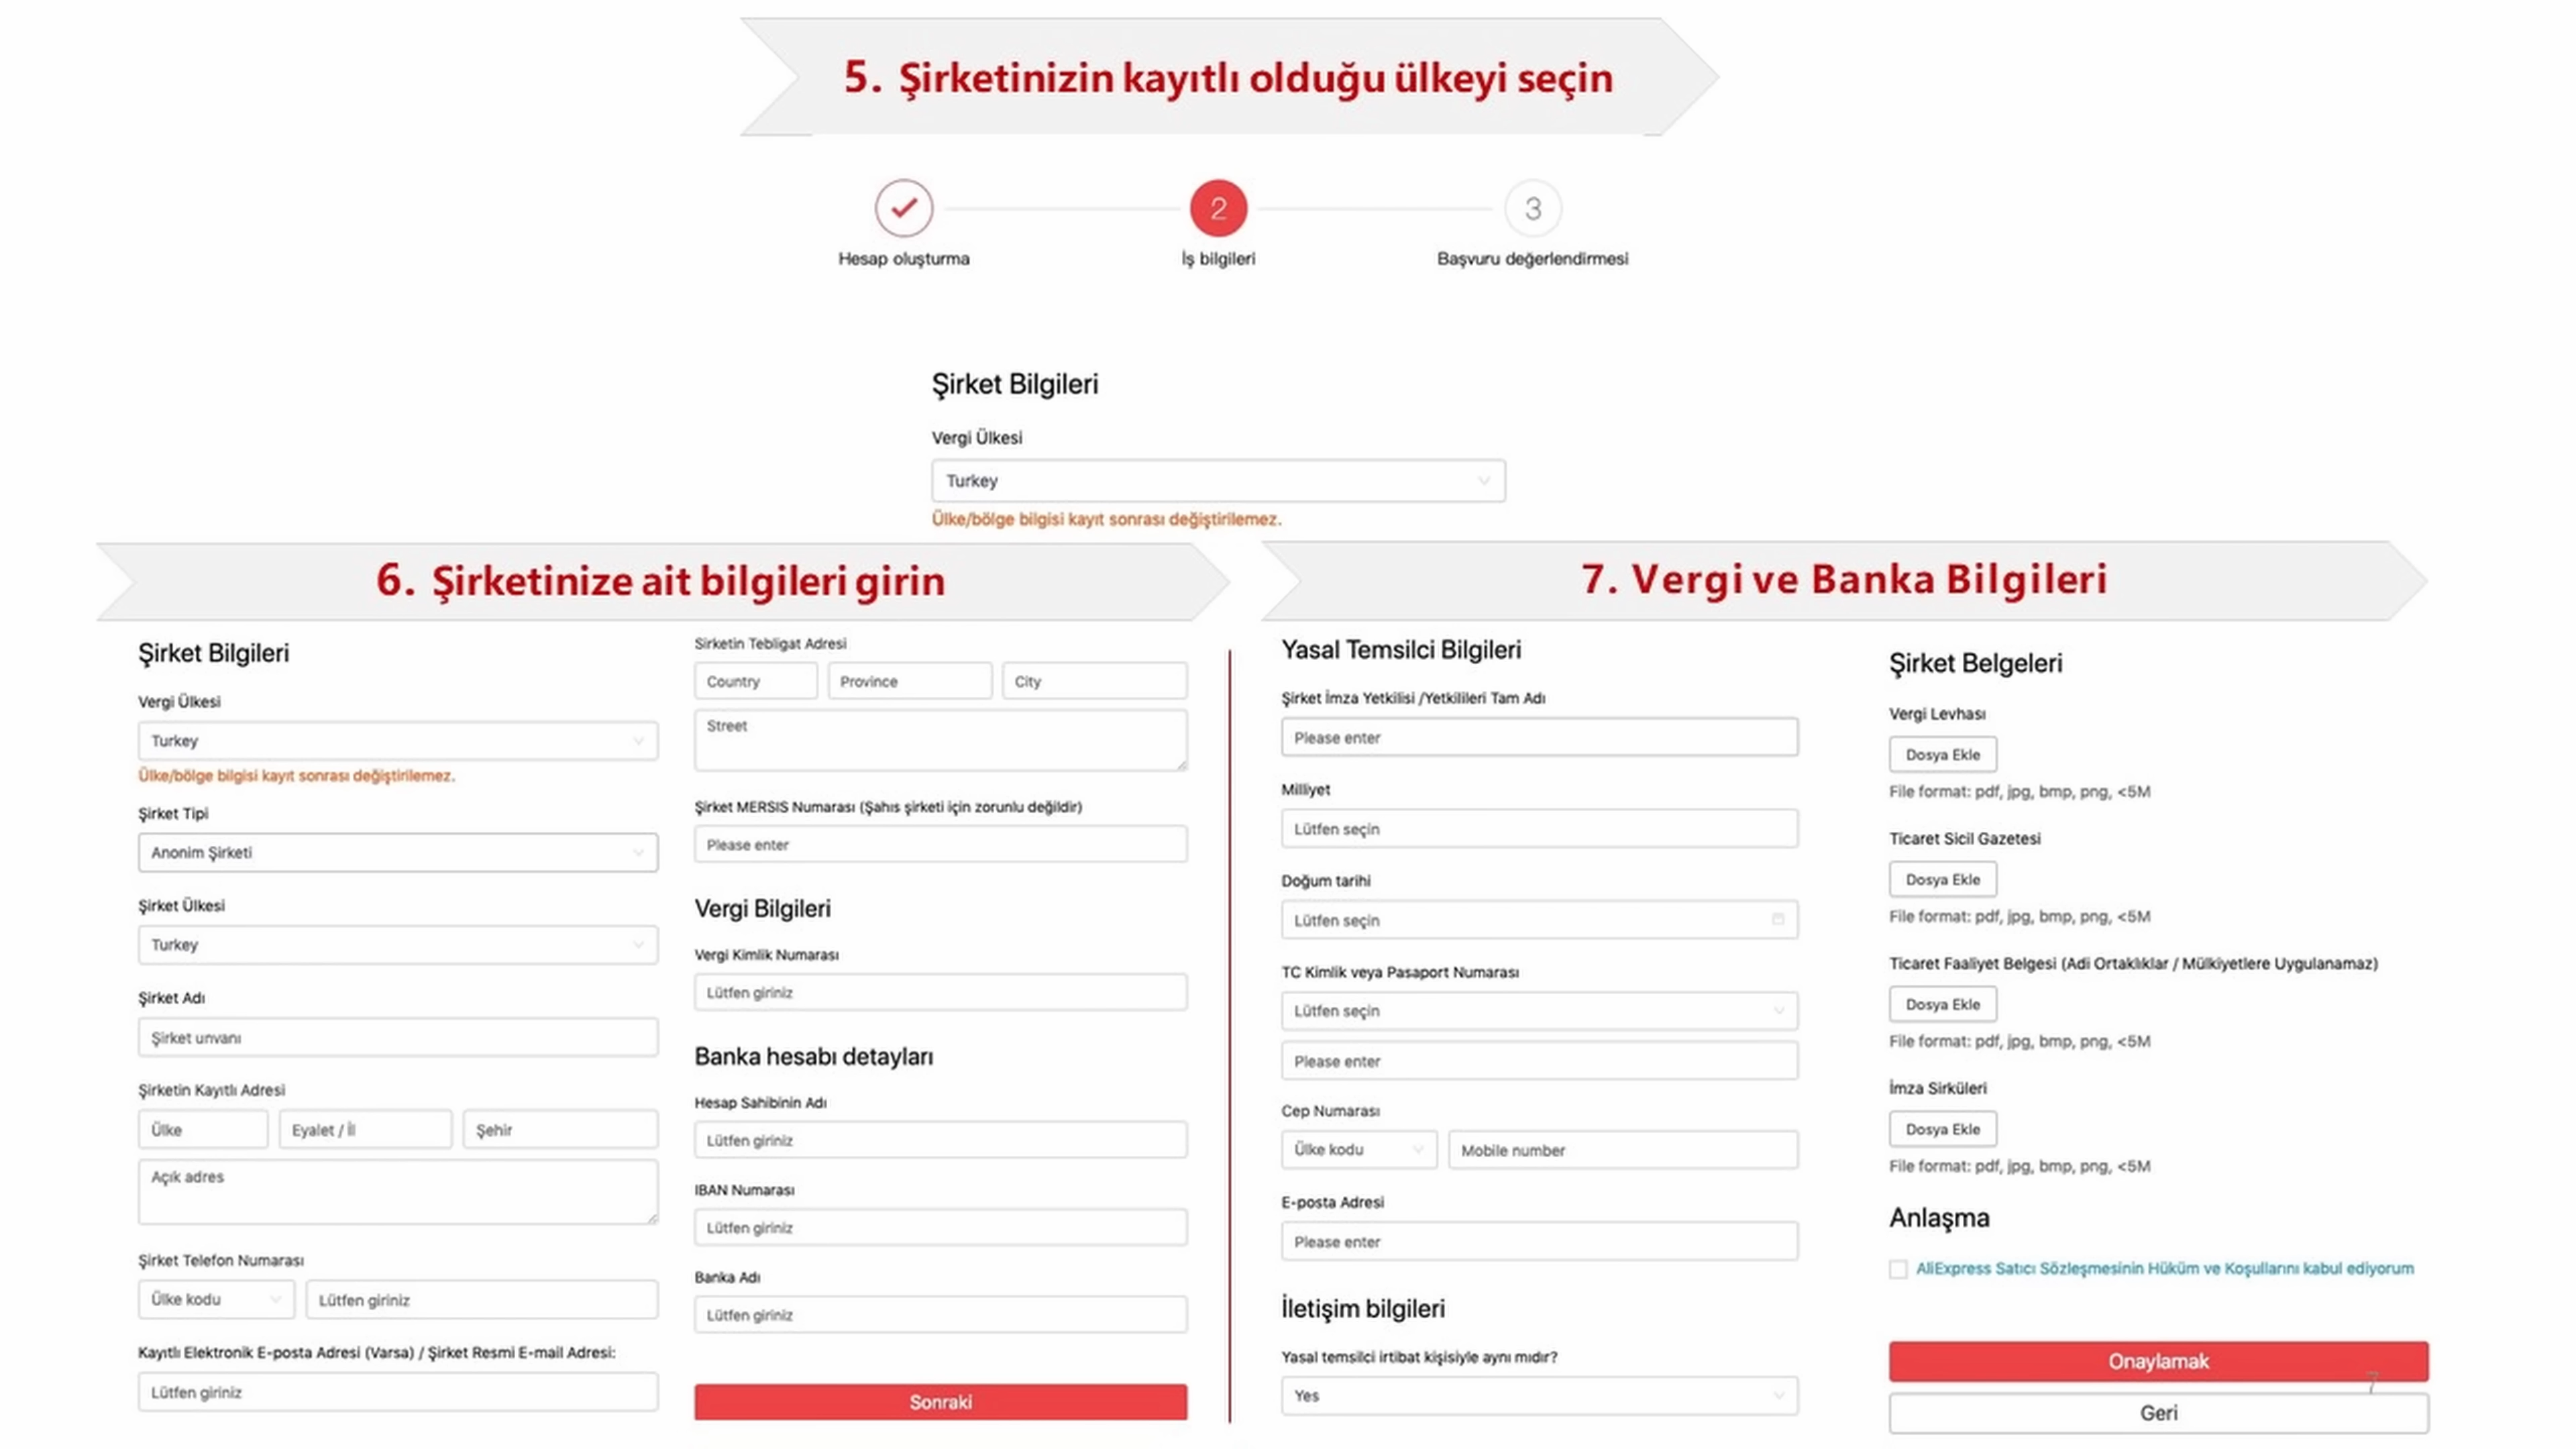 5. Şirketinizin kayıtlı olduğu ülkeyi seçin
2
3
Hesap oluşturma
İş bilgileri
Başvuru değerlendirmesi
Şirket Bilgileri
Vergi Ülkesi
Turkey
Ülke/bölge bilgisi kayıt sonrası değiştirilemez.
6. Şirketinize ait bilgileri girin
Şirket Bilgileri
Vergi Ülkesi
Turkey
Ülke/bölge bilgisi kayıt sonrası değiştirilemez.
Şirket Tipi
Anonim Şirketi
Şirket Ülkesi
Turkey
Şirket Adı
Şirket unvanı
Şirketin Kayıtlı Adresi
Ülke
Eyalet / İl
Şehir
Açık adres
Şirket Telefon Numarası
Ülke kodu
Lütfen giriniz
Kayıtlı Elektronik E-posta Adresi (Varsa) / Şirket Resmi E-mail Adresi:
Lütfen giriniz
Sirketin Tebligat Adresi
Country
Province
City
Street
Şirket MERSIS Numarası (Şahıs şirketi için zorunlu değildir)
Please enter
Vergi Bilgileri
Vergi Kimlik Numarası
Lütfen giriniz
Banka hesabı detayları
Hesap Sahibinin Adı
Lütfen giriniz
IBAN Numarası
Lütfen giriniz
Banka Adı
Lütfen giriniz
Sonraki
7. Vergi ve Banka Bilgileri
Yasal Temsilci Bilgileri
Şirket İmza Yetkilisi /Yetkilileri Tam Adı
Please enter
Milliyet
Lütfen seçin
Doğum tarihi
Lütfen seçin
TC Kimlik veya Pasaport Numarası
Lütfen seçin
Please enter
Cep Numarası
Ülke kodu
Mobile number
E-posta Adresi
Please enter
İletişim bilgileri
Yasal temsilci irtibat kişisiyle aynı mıdır?
Yes
Şirket Belgeleri
Vergi Levhası
Dosya Ekle
File format: pdf, jpg, bmp, png, <5M
Ticaret Sicil Gazetesi
Dosya Ekle
File format: pdf, jpg, bmp, png, <5M
Ticaret Faaliyet Belgesi (Adi Ortaklıklar / Mülkiyetlere Uygulanamaz)
Dosya Ekle
File format: pdf, jpg, bmp, png, <5M
İmza Sirküleri
Dosya Ekle
File format: pdf, jpg, bmp, png, <5M
Anlaşma
AliExpress Satıcı Sözleşmesinin Hüküm ve Koşullarını kabul ediyorum
Onaylamak
7
Geri